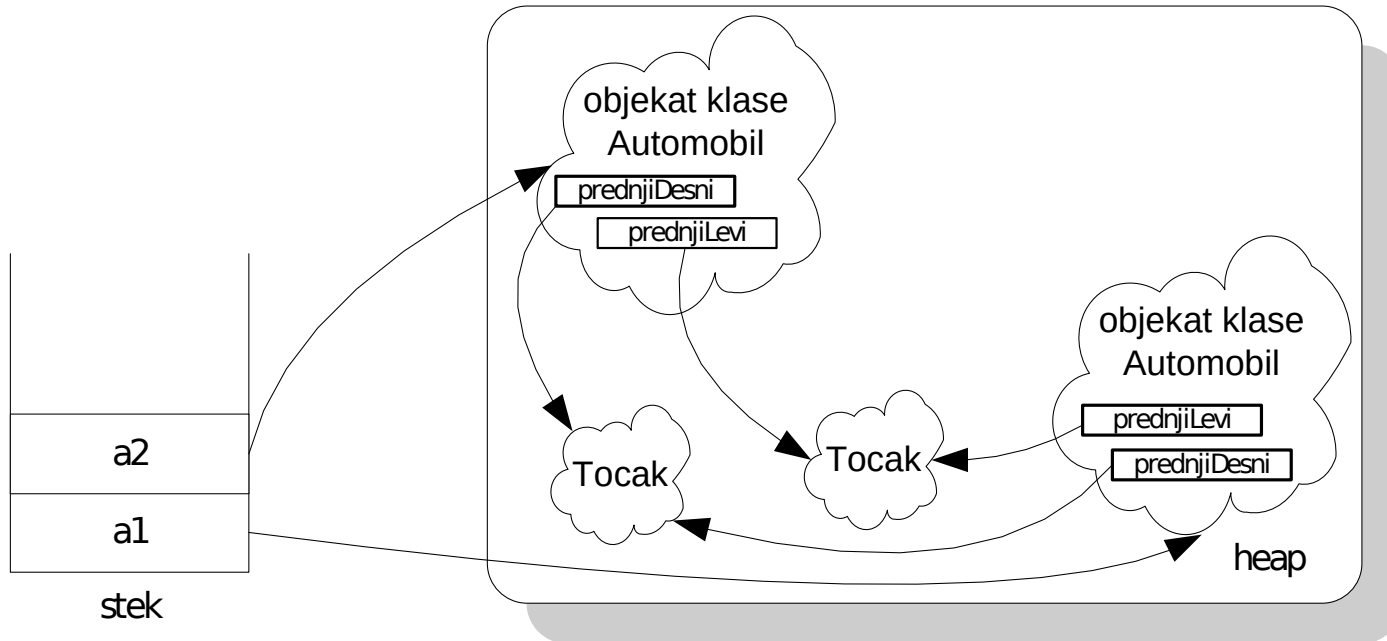 objekat klase
Automobil
prednjiDesni
prednjiLevi
objekat klase
Automobil
prednjiLevi
prednjiDesni
Tocak
Tocak
a2
a1
stek
heap